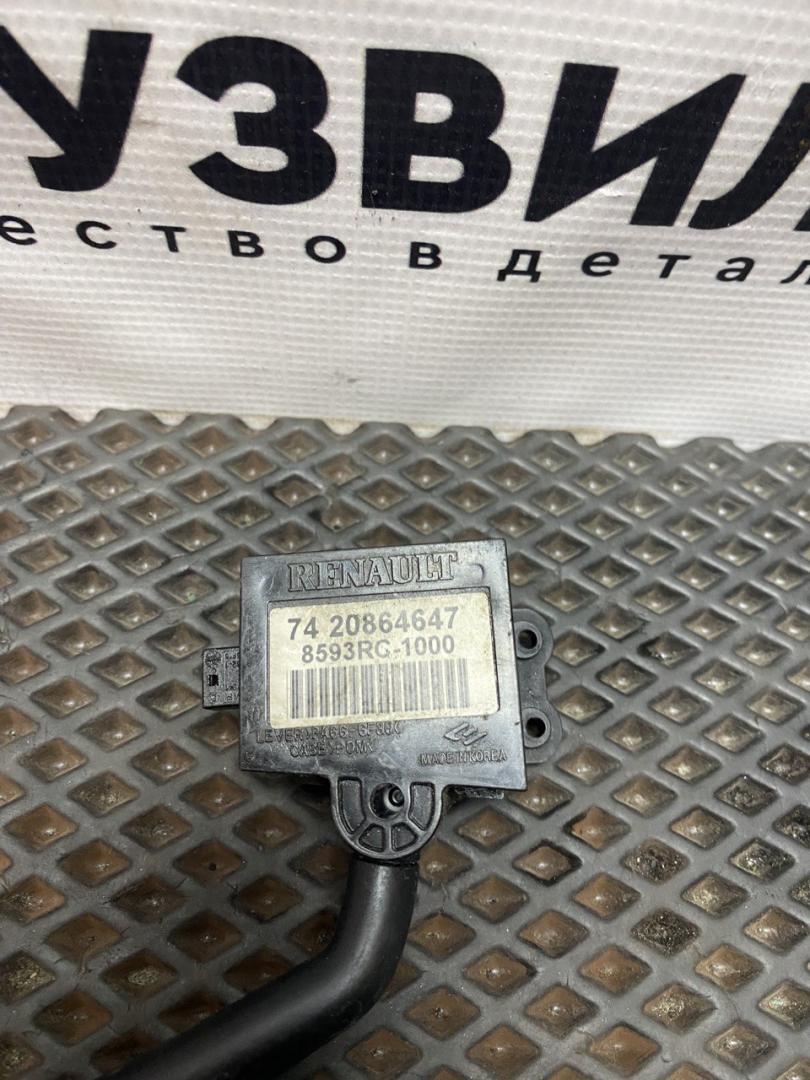 УЗВИЛ
ество в детал
RENAULT
74 20864647
8593RC-1000
MADE IN KOREA